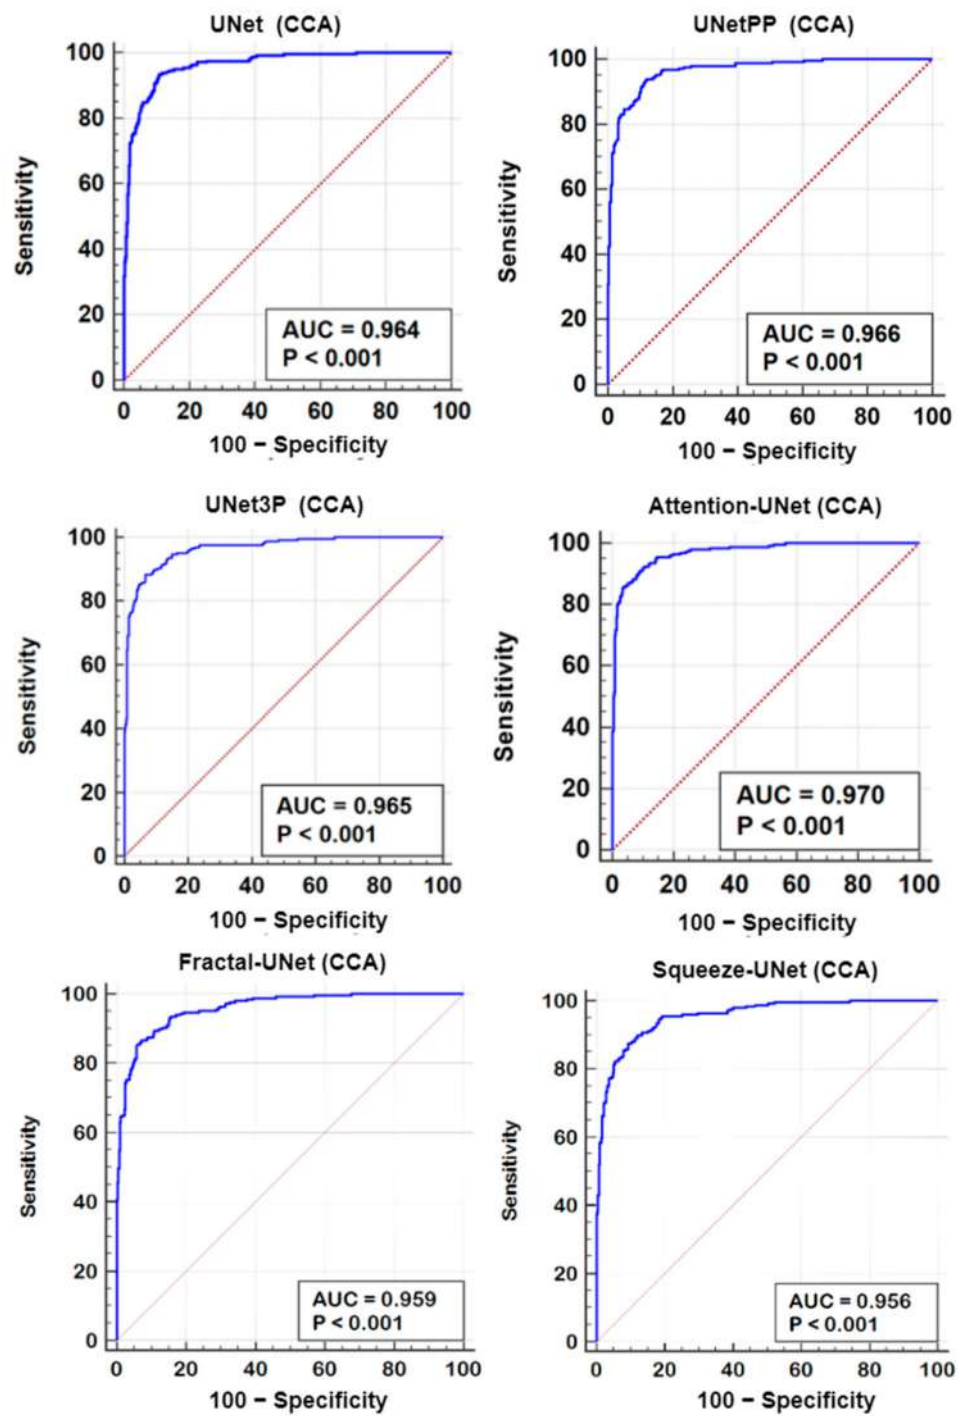 UNet (CCA)
100
80
60
40
20
0
Sensitivity
AUC = 0.964
P < 0.001
0 20 40 60 80 100
100 − Specificity
UNetPP (CCA)
100
80
60
40
20
0
Sensitivity
AUC = 0.966
P < 0.001
0 20 40 60 80 100
100 − Specificity
UNet3P (CCA)
100
80
60
40
20
0
Sensitivity
AUC = 0.965
P < 0.001
0 20 40 60 80 100
100 − Specificity
Attention-UNet (CCA)
100
80
60
40
20
0
Sensitivity
AUC = 0.970
P < 0.001
0 20 40 60 80 100
100 − Specificity
Fractal-UNet (CCA)
100
80
60
40
20
0
Sensitivity
AUC = 0.959
P < 0.001
0 20 40 60 80 100
100 − Specificity
Squeeze-UNet (CCA)
100
80
60
40
20
0
Sensitivity
AUC = 0.956
P < 0.001
0 20 40 60 80 100
100 − Specificity